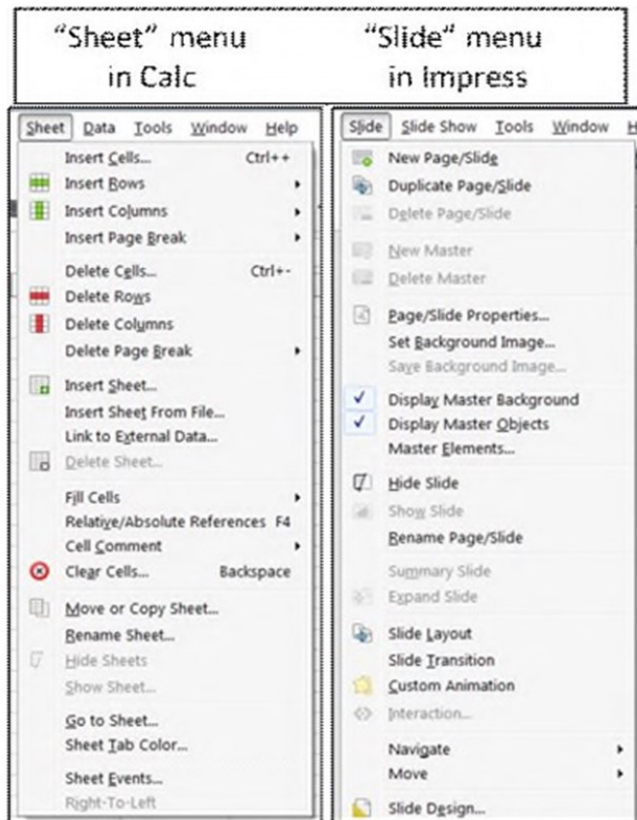 “Sheet” menu
in Calc
“Slide” menu
in Impress
Sheet Data Tools Window Help
Insert Cells... Ctrl++
Insert Rows
Insert Columns
Insert Page Break
Delete Cells... Ctrl+-
Delete Rows
Delete Columns
Delete Page Break
Insert Sheet...
Insert Sheet From File...
Link to External Data...
Delete Sheet...
Fill Cells
Relative/Absolute References F4
Cell Comment
Clear Cells... Backspace
Move or Copy Sheet...
Rename Sheet...
Hide Sheets
Show Sheet...
Go to Sheet...
Sheet Tab Color...
Sheet Events...
Right-To-Left
Slide Slide Show Tools Window H
New Page/Slide
Duplicate Page/Slide
Delete Page/Slide
New Master
Delete Master
Page/Slide Properties...
Set Background Image...
Save Background Image...
Display Master Background
Display Master Objects
Master Elements...
Hide Slide
Show Slide
Rename Page/Slide
Summary Slide
Expand Slide
Slide Layout
Slide Transition
Custom Animation
Interaction...
Navigate
Move
Slide Design...